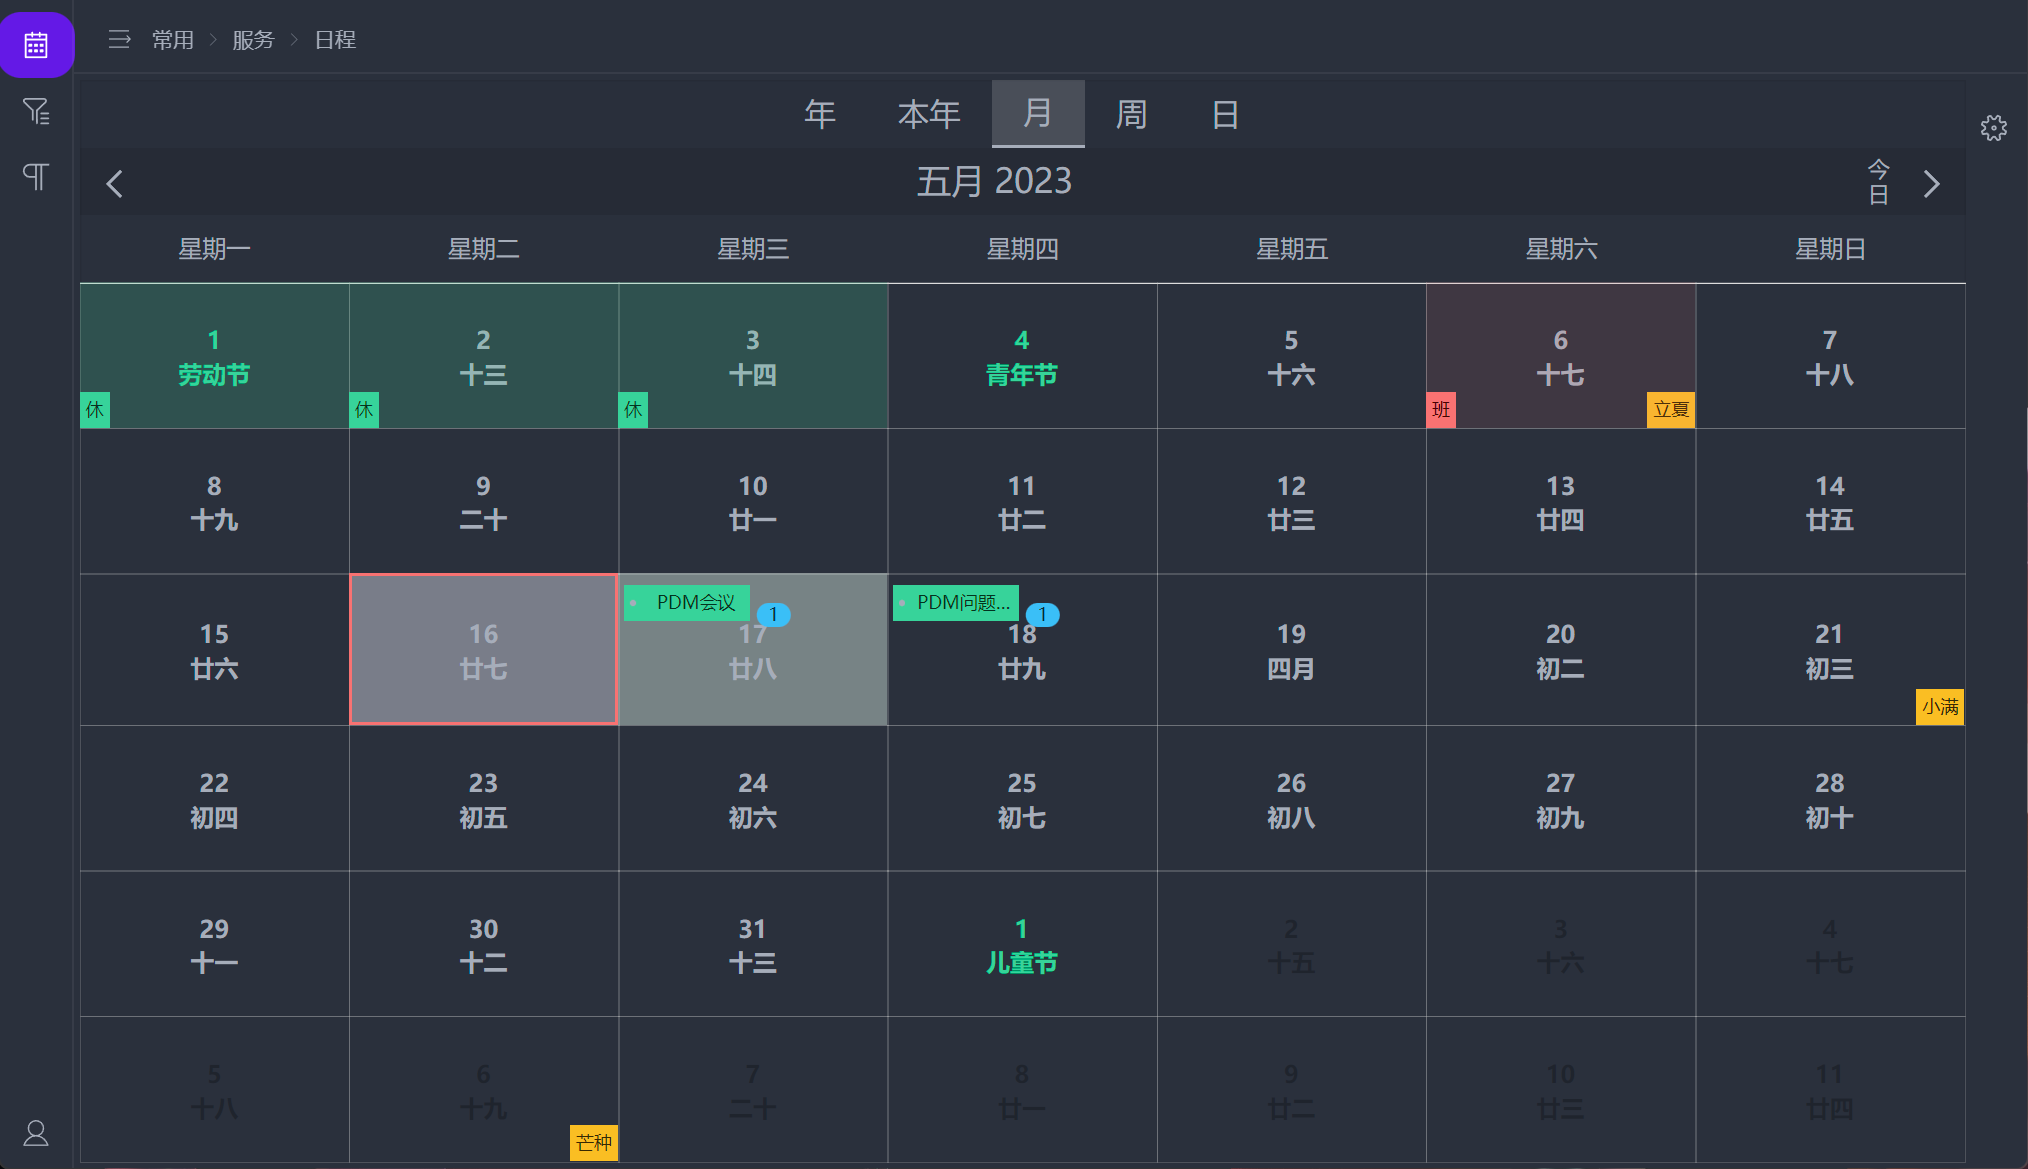 常用 > 服务 > 日程
年 本年 月 周 日
五月 2023
今日
星期一 星期二 星期三 星期四 星期五 星期六 星期日
1 2 3 4 5 6 7
劳动节 十三 十四 青年节 十六 十七 十八
休 休 休 班 立夏
8 9 10 11 12 13 14
十九 二十 廿一 廿二 廿三 廿四 廿五
PDM会议 1 PDM问题... 1
15 16 17 18 19 20 21
廿六 廿七 廿八 廿九 四月 初二 初三
小满
22 23 24 25 26 27 28
初四 初五 初六 初七 初八 初九 初十
29 30 31 1 2 3 4
十一 十二 十三 儿童节 十五 十六 十七
5 6 7 8 9 10 11
十八 十九 二十 廿一 廿二 廿三 廿四
芒种